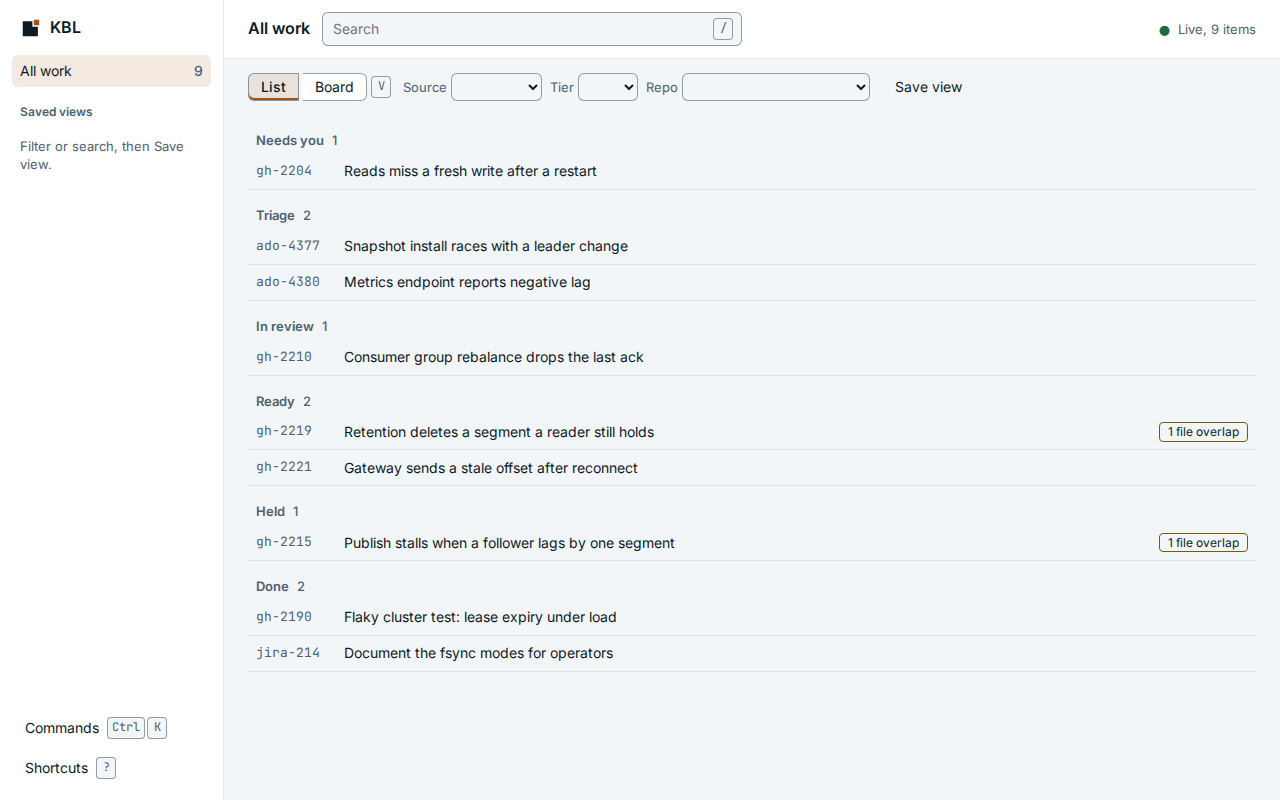 KBL
All work 9
Saved views
Filter or search, then Save
view.
Commands Ctrl K
Shortcuts ?
All work Search / Live, 9 items
List Board V Source Tier Repo Save view
Needs you 1
gh-2204 Reads miss a fresh write after a restart
Triage 2
ado-4377 Snapshot install races with a leader change
ado-4380 Metrics endpoint reports negative lag
In review 1
gh-2210 Consumer group rebalance drops the last ack
Ready 2
gh-2219 Retention deletes a segment a reader still holds 1 file overlap
gh-2221 Gateway sends a stale offset after reconnect
Held 1
gh-2215 Publish stalls when a follower lags by one segment 1 file overlap
Done 2
gh-2190 Flaky cluster test: lease expiry under load
jira-214 Document the fsync modes for operators